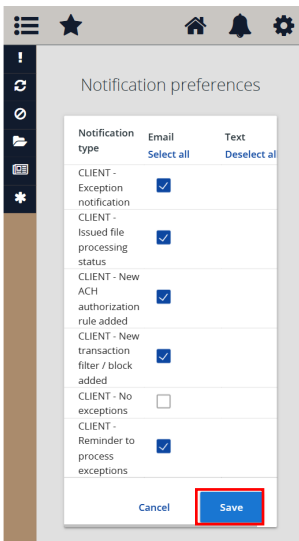 Notification preferences
Notification type
Email
Text
Select all
Deselect al
CLIENT -
Exception
notification
CLIENT -
Issued file
processing
status
CLIENT - New
ACH
authorization
rule added
CLIENT - New
transaction
filter / block
added
CLIENT - No
exceptions
CLIENT -
Reminder to
process
exceptions
Cancel
Save